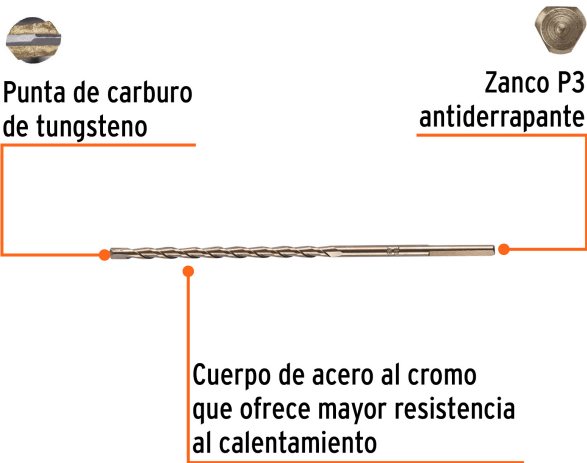 Punta de carburo
de tungsteno
Zanco P3
antiderrapante
Cuerpo de acero al cromo
que ofrece mayor resistencia
al calentamiento